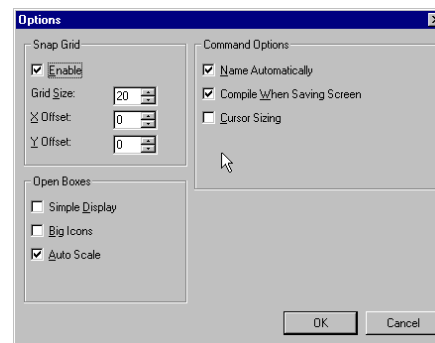 Options
Snap Grid
Enable
Grid Size: 20
X Offset: 0
Y Offset: 0
Open Boxes
Simple Display
Big Icons
Auto Scale
Command Options
Name Automatically
Compile When Saving Screen
Cursor Sizing
OK Cancel